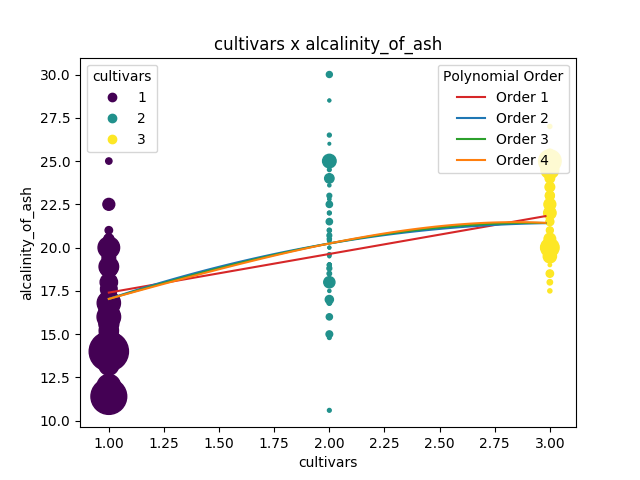 cultivars x alcalinity_of_ash
cultivars
1
2
3
Polynomial Order
Order 1
Order 2
Order 3
Order 4
alcalinity_of_ash
30.0
27.5
25.0
22.5
20.0
17.5
15.0
12.5
10.0
1.00 1.25 1.50 1.75 2.00 2.25 2.50 2.75 3.00
cultivars